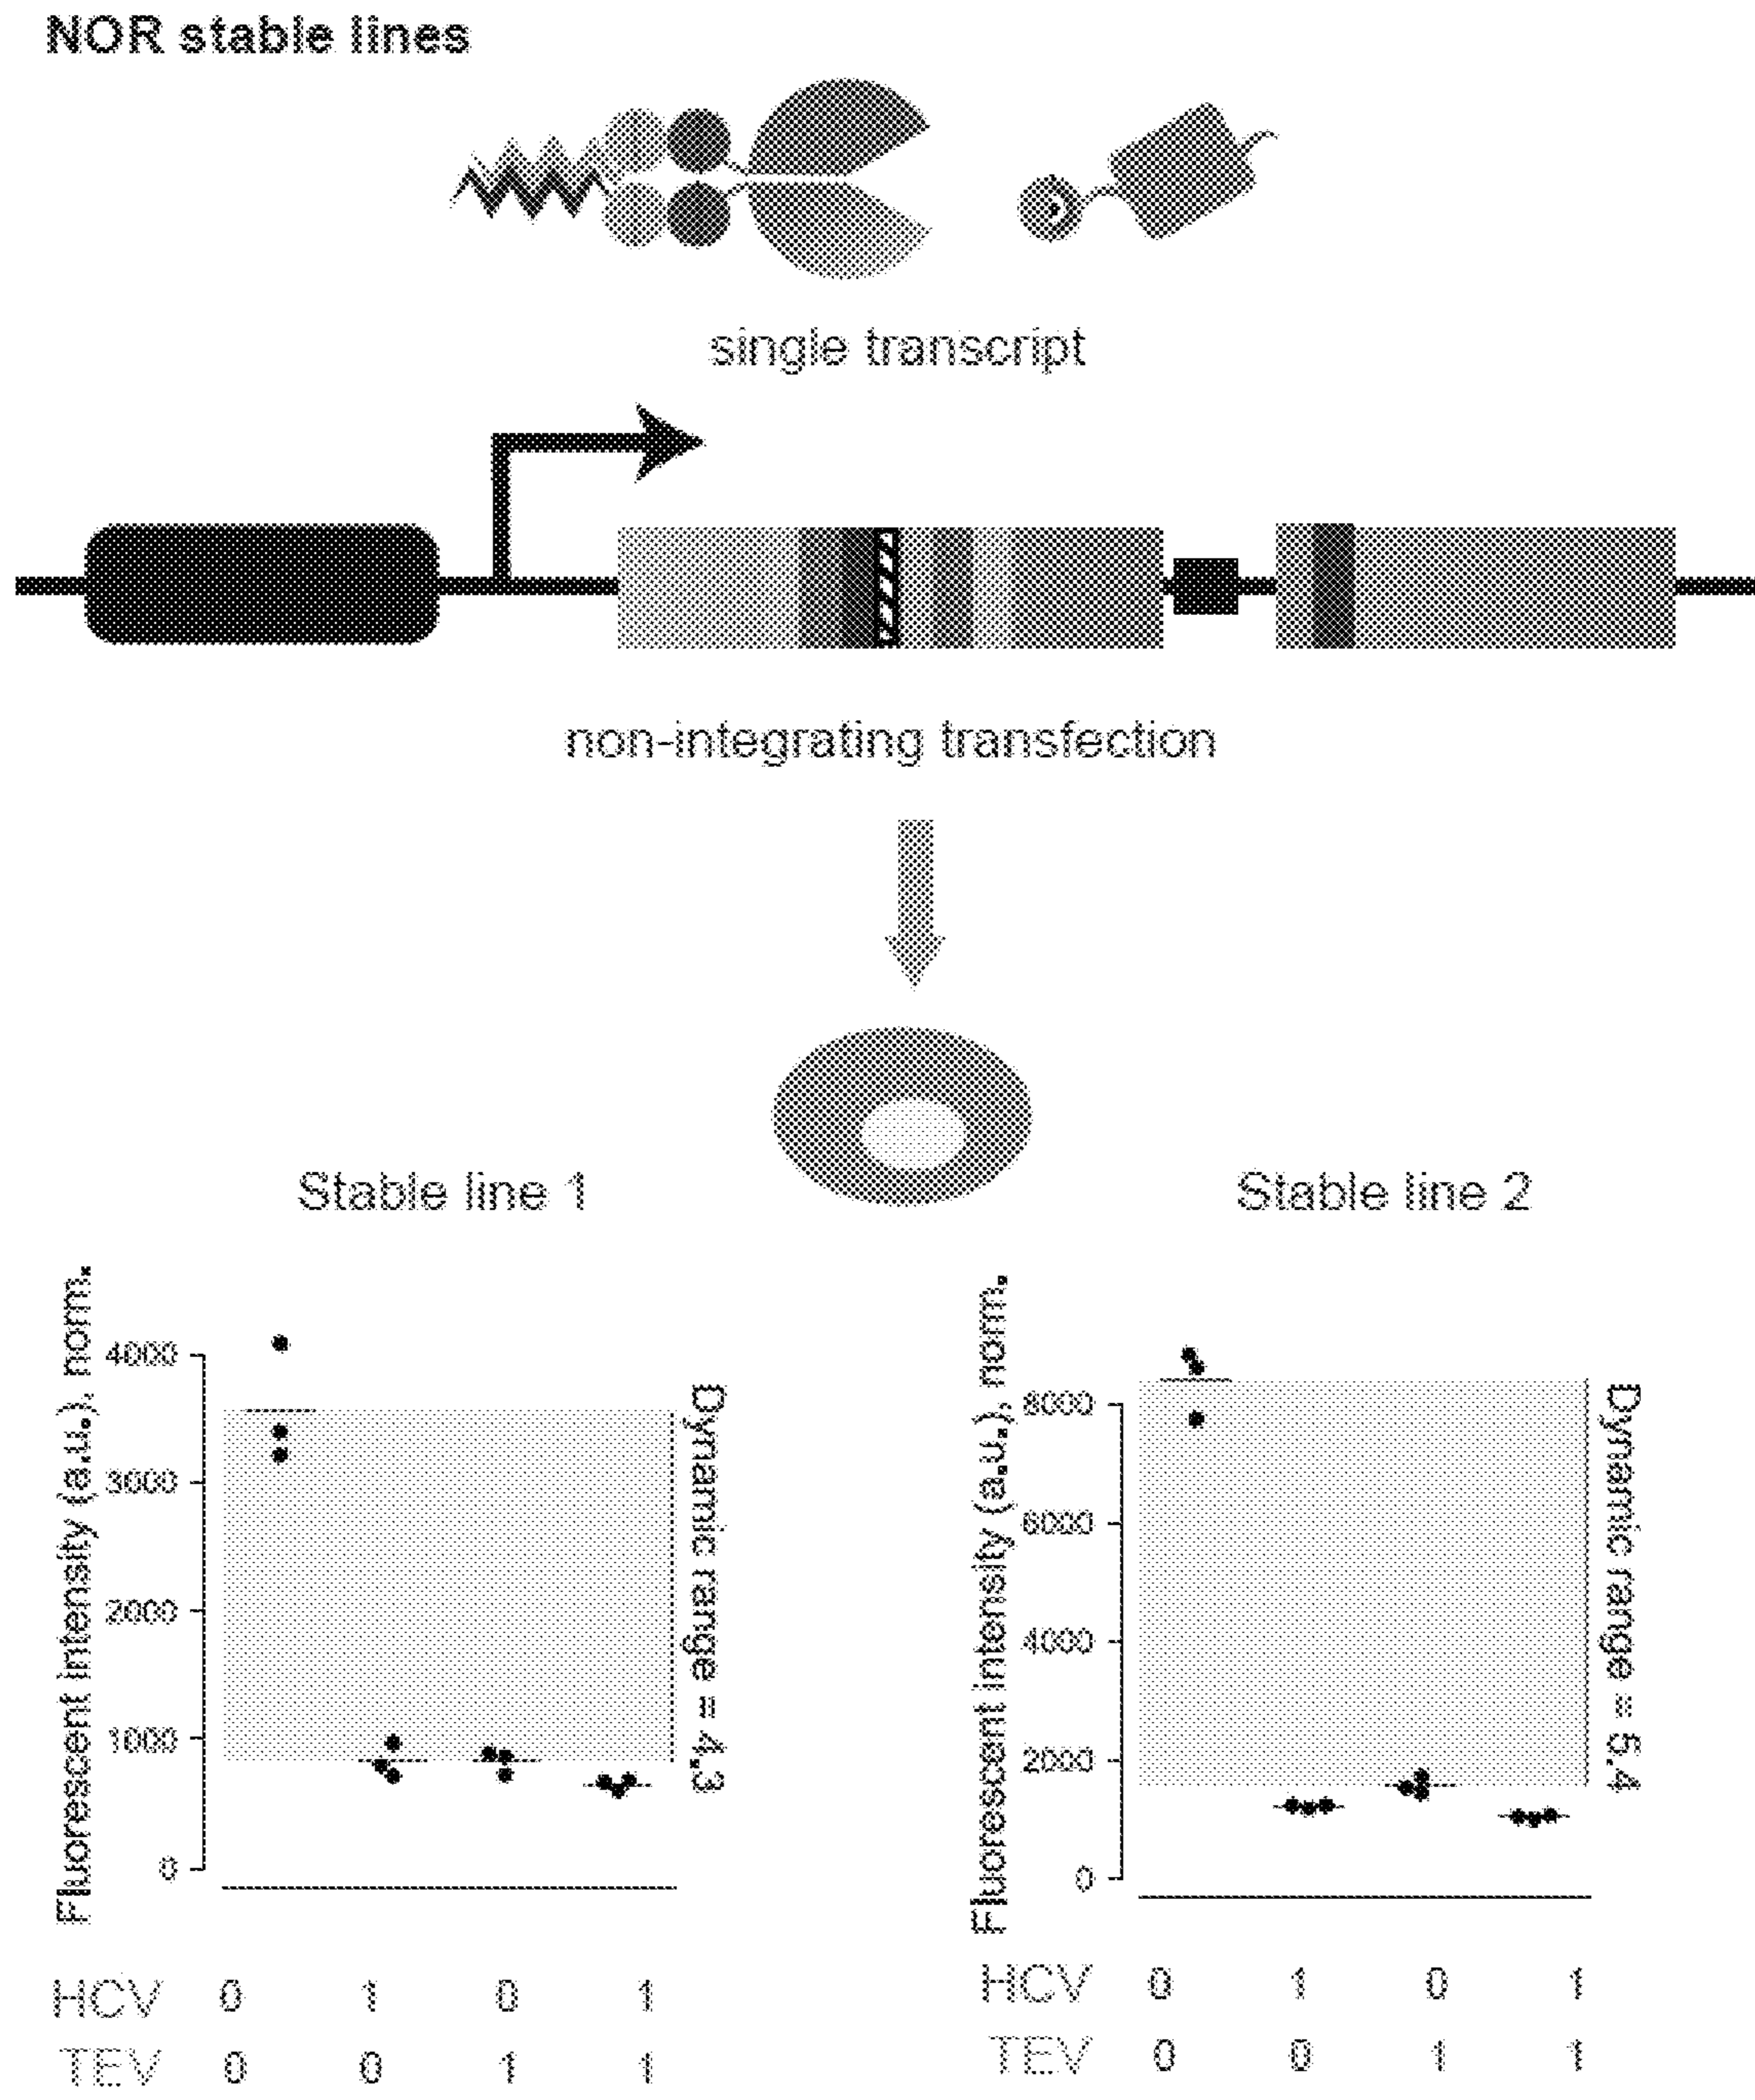 NOR stable lines
single transcript
non-integrating transfection
Stable line 1
Fluorescent intensity (a.u.), norm.
4000
3000
2000
1000
0
Dynamic range = 4.3
HCV 0 1 0 1
TEV 0 0 1 1
Stable line 2
Fluorescent intensity (a.u.), norm.
8000
6000
4000
2000
0
Dynamic range = 5.4
HCV 0 1 0 1
TEV 0 0 1 1